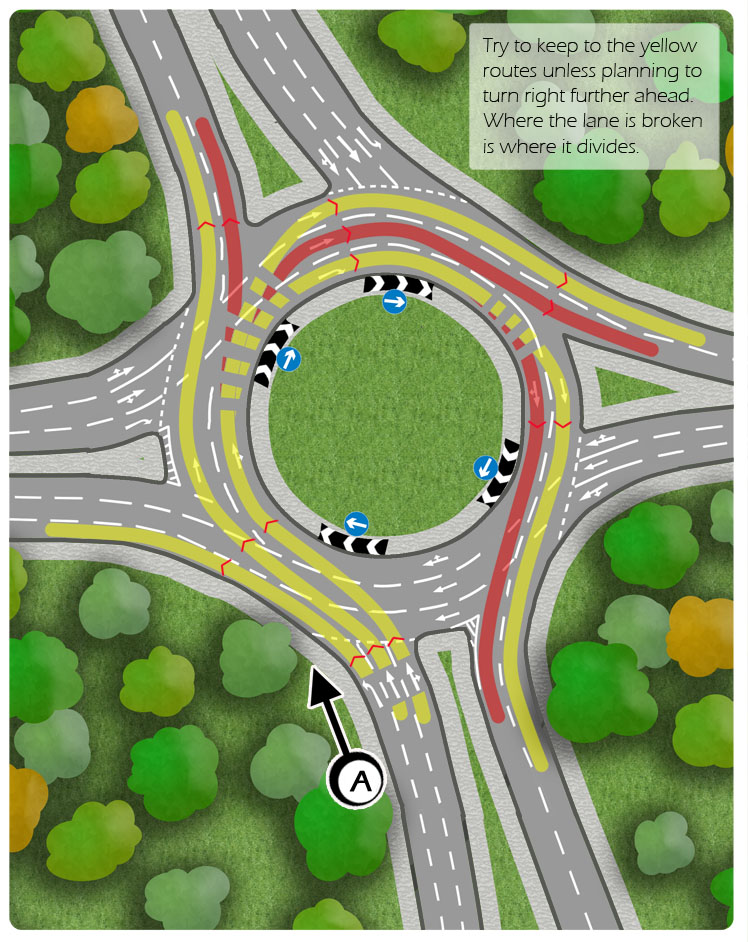 Try to keep to the yellow
routes unless planning to
turn right further ahead.
Where the lane is broken
is where it divides.
A